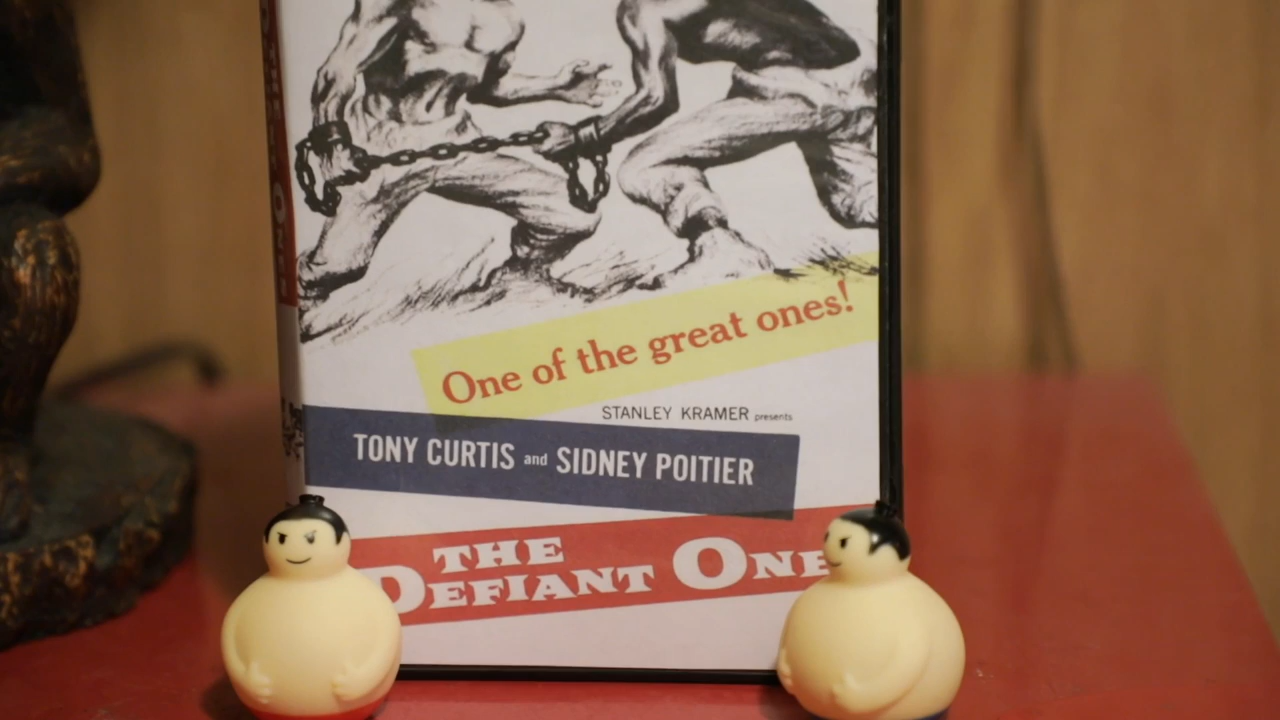 One of the great ones!
STANLEY KRAMER presents
TONY CURTIS and SIDNEY POITIER
THE
DEFIANT ONE